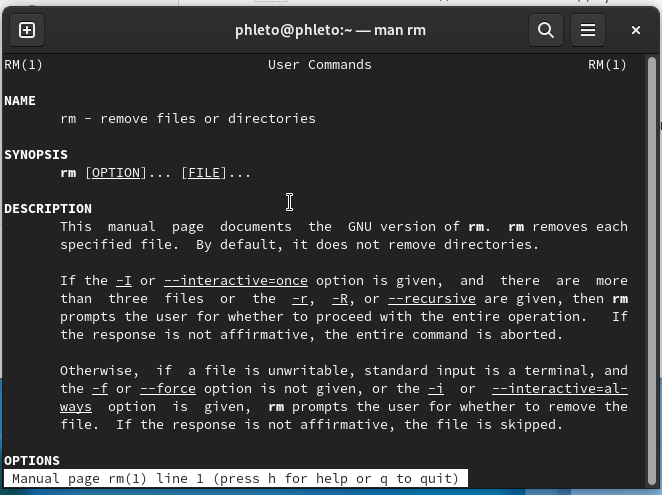 phleto@phleto:~ — man rm
RM(1) User Commands RM(1)
NAME
rm - remove files or directories
SYNOPSIS
rm [OPTION]... [FILE]...
DESCRIPTION
This manual page documents the GNU version of rm. rm removes each
specified file. By default, it does not remove directories.
If the -I or --interactive=once option is given, and there are more
than three files or the -r, -R, or --recursive are given, then rm
prompts the user for whether to proceed with the entire operation. If
the response is not affirmative, the entire command is aborted.
Otherwise, if a file is unwritable, standard input is a terminal, and
the -f or --force option is not given, or the -i or --interactive=al-
ways option is given, rm prompts the user for whether to remove the
file. If the response is not affirmative, the file is skipped.
OPTIONS
Manual page rm(1) line 1 (press h for help or q to quit)